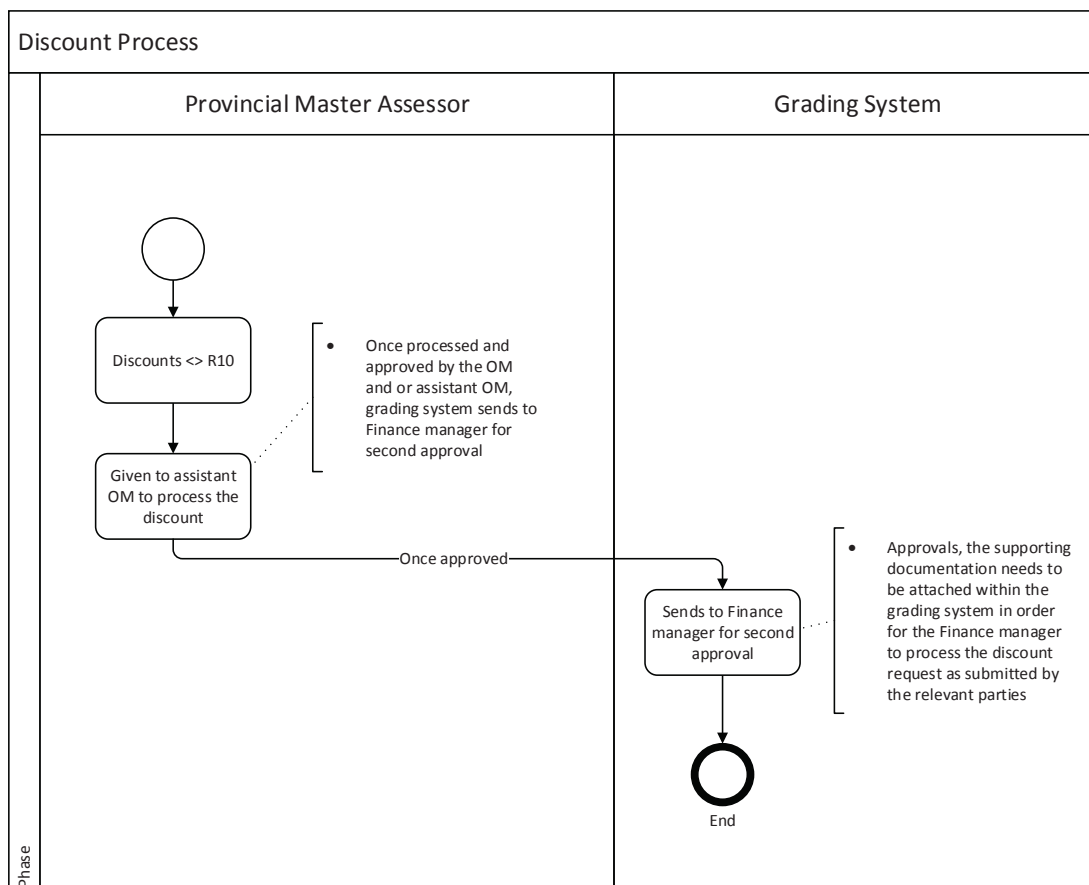 Discount Process
Provincial Master Assessor
Grading System
Discounts <> R10
• Once processed and
approved by the OM
and or assistant OM,
grading system sends to
Finance manager for
second approval
Given to assistant
OM to process the
discount
Once approved
• Approvals, the supporting
documentation needs to
be attached within the
grading system in order
for the Finance manager
to process the discount
request as submitted by
the relevant parties
Sends to Finance
manager for second
approval
End
Phase